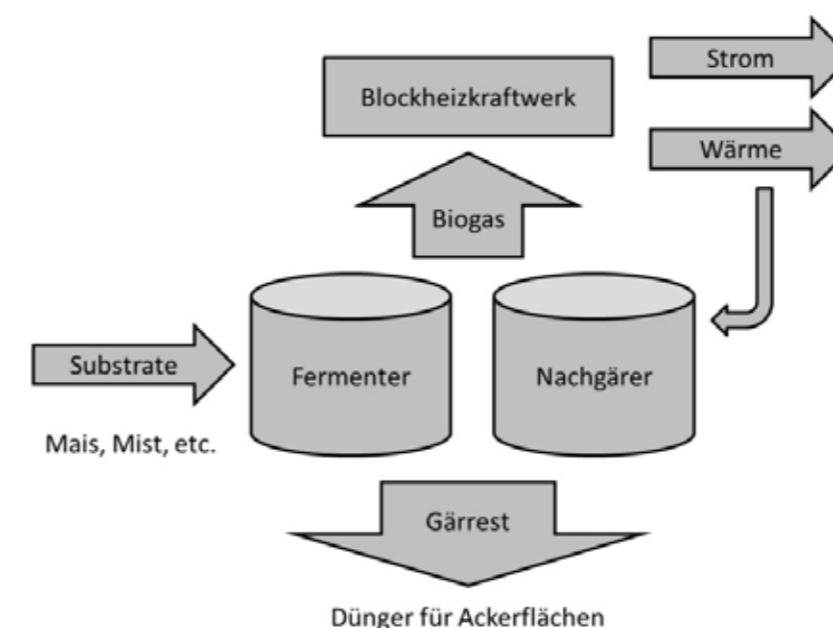 Strom
Blockheizkraftwerk
Wärme
Biogas
Substrate
Fermenter
Nachgärer
Mais, Mist, etc.
Gärrest
Dünger für Ackerflächen